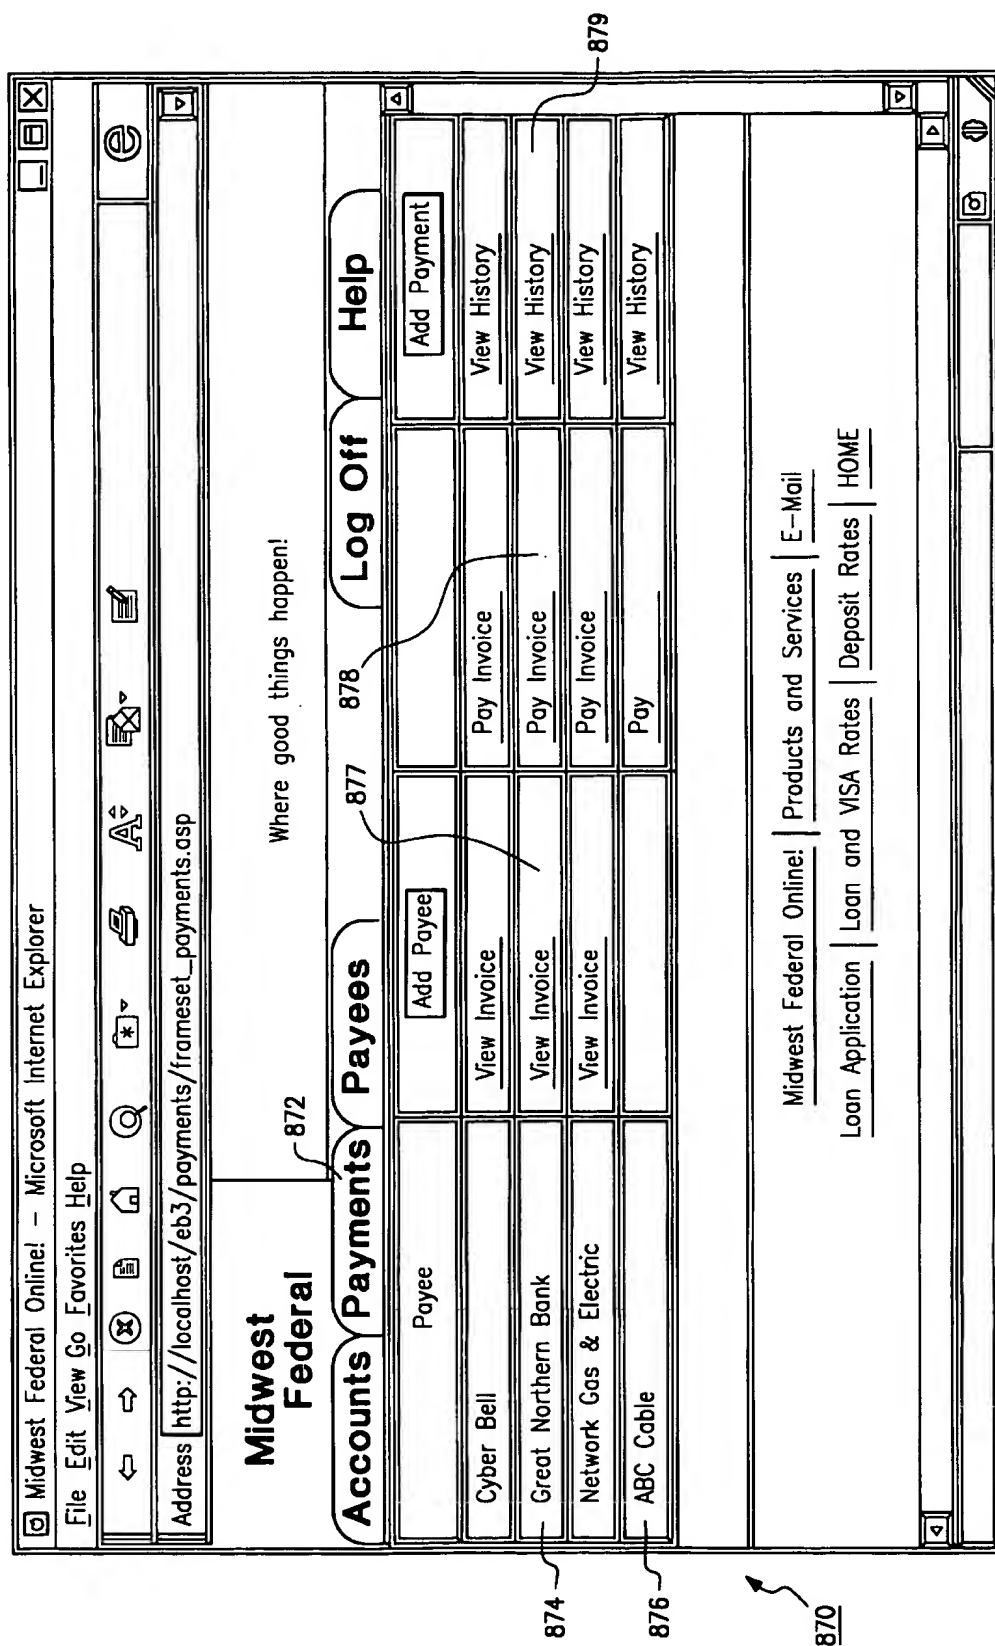 Midwest Federal Online! – Microsoft Internet Explorer
File Edit View Go Favorites Help
Address http://localhost/eb3/payments/frameset_payments.asp
Midwest
Federal
Where good things happen!
872
Accounts Payments Payees Log Off Help
877
878
879
Payee Add Payee Add Payment
Cyber Bell View Invoice Pay Invoice View History
874
Great Northern Bank View Invoice Pay Invoice View History
Network Gas & Electric View Invoice Pay Invoice View History
876
ABC Cable Pay View History
Midwest Federal Online! | Products and Services | E-Mail
Loan Application | Loan and VISA Rates | Deposit Rates | HOME
870